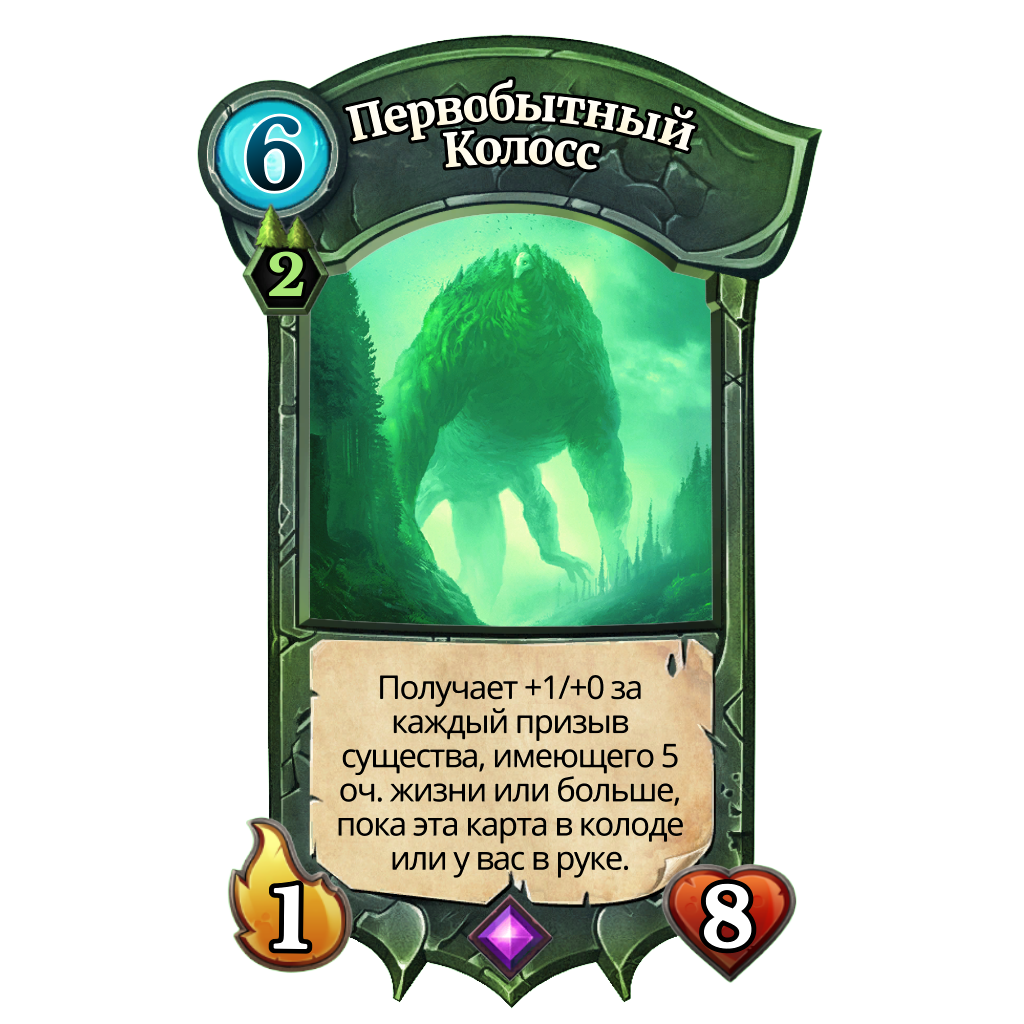 6
Первобытный
Колосс
2
Получает +1/+0 за
каждый призыв
существа, имеющего 5
оч. жизни или больше,
пока эта карта в колоде
или у вас в руке.
1
8